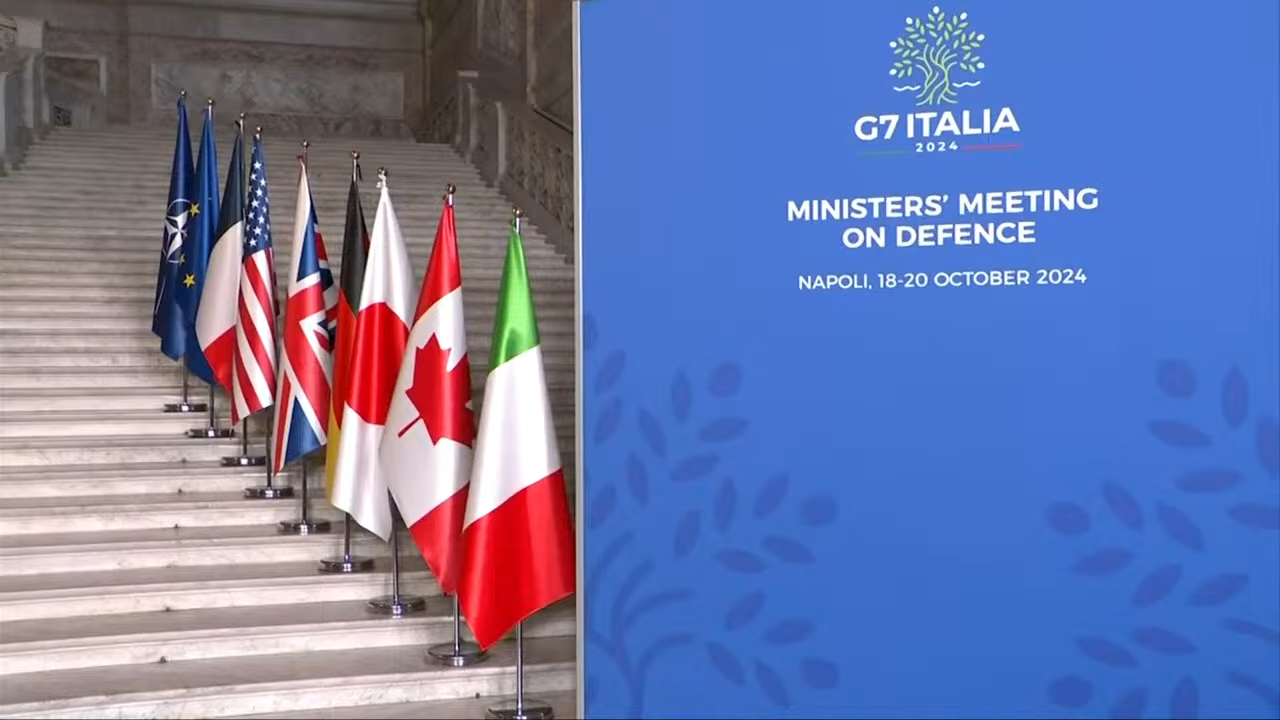 G7 ITALIA
2024
MINISTERS' MEETING
ON DEFENCE
NAPOLI, 18-20 OCTOBER 2024